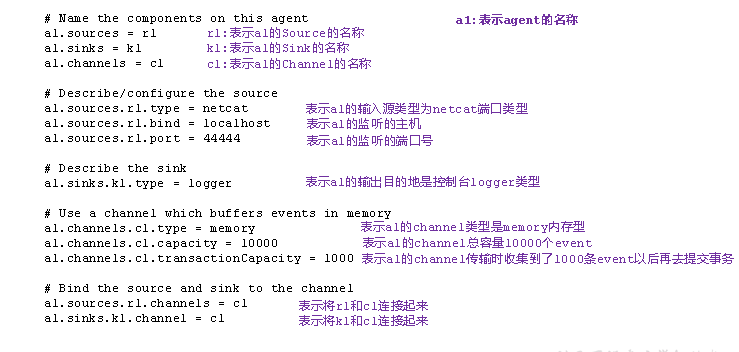 # Name the components on this agent a1:表示agent的名称
a1.sources = r1 r1:表示a1的Source的名称
a1.sinks = k1 k1:表示a1的Sink的名称
a1.channels = c1 c1:表示a1的Channel的名称
# Describe/configure the source
a1.sources.r1.type = netcat 表示a1的输入源类型为netcat端口类型
a1.sources.r1.bind = localhost 表示a1的监听的主机
a1.sources.r1.port = 44444 表示a1的监听的端口号
# Describe the sink
a1.sinks.k1.type = logger 表示a1的输出目的地是控制台logger类型
# Use a channel which buffers events in memory
a1.channels.c1.type = memory 表示a1的channel类型是memory内存型
a1.channels.c1.capacity = 10000 表示a1的channel总容量10000个event
a1.channels.c1.transactionCapacity = 1000 表示a1的channel传输时收集到了1000条event以后再去提交事务
# Bind the source and sink to the channel
a1.sources.r1.channels = c1 表示将r1和c1连接起来
a1.sinks.k1.channel = c1 表示将k1和c1连接起来